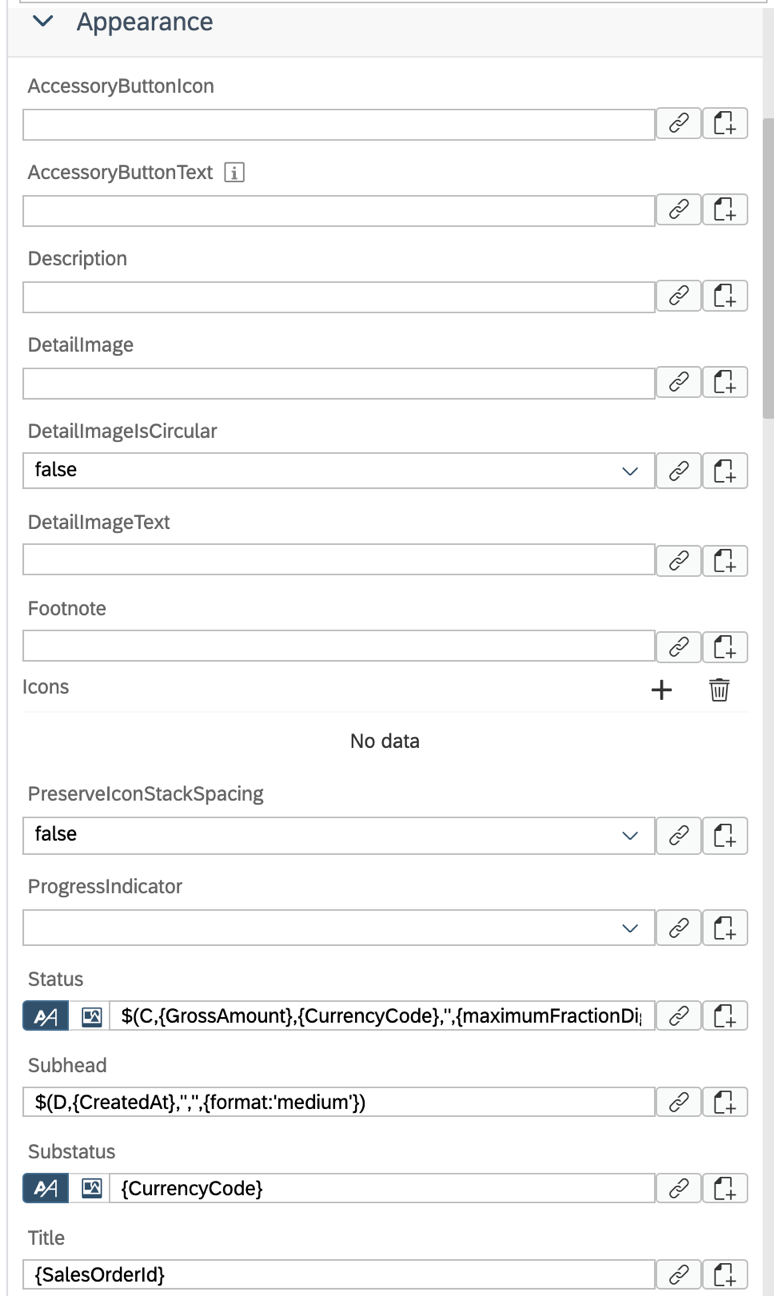 Appearance
AccessoryButtonIcon
AccessoryButtonText
Description
DetailImage
DetailImageIsCircular
false
DetailImageText
Footnote
Icons
No data
PreserveIconStackSpacing
false
ProgressIndicator
Status
$(C,{GrossAmount},{CurrencyCode},'',{maximumFractionDi
Subhead
$(D,{CreatedAt},'','',{format:'medium'})
Substatus
{CurrencyCode}
Title
{SalesOrderId}